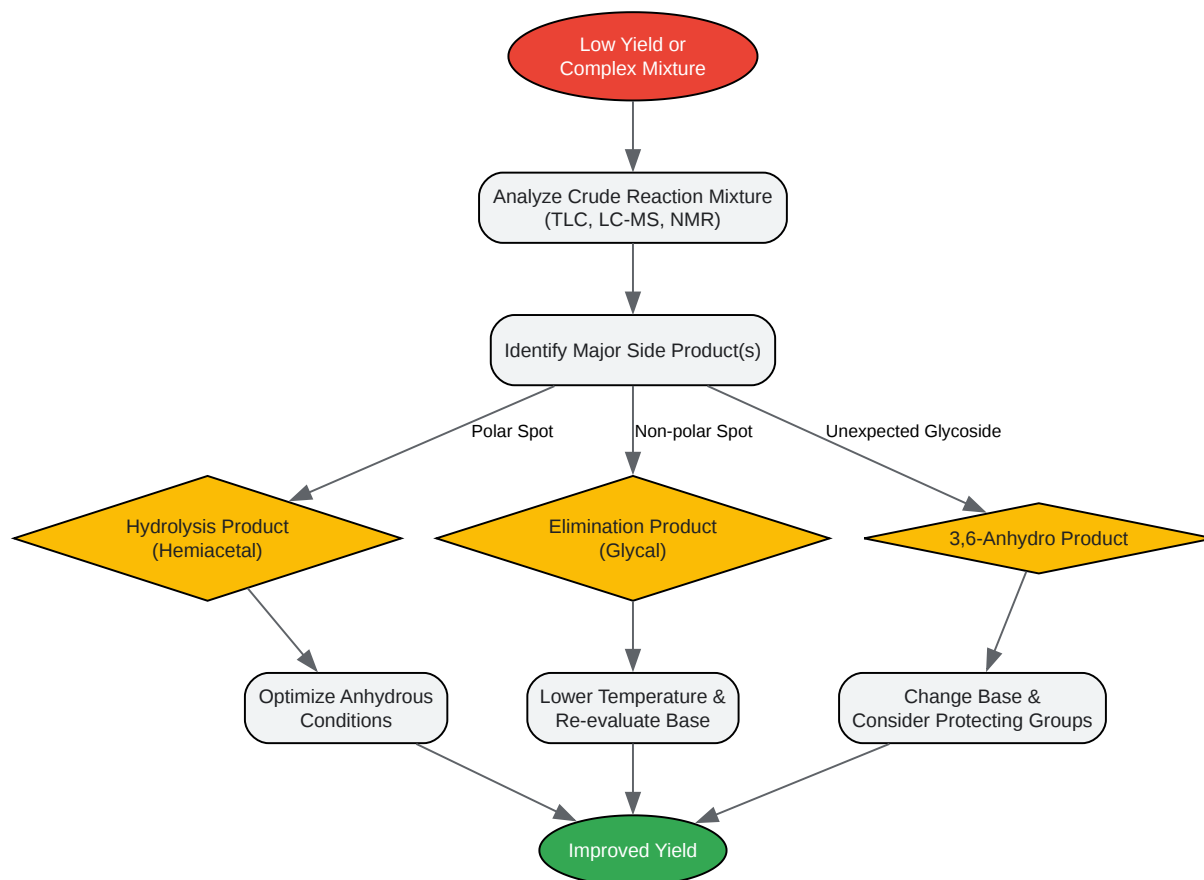 Low Yield or
Complex Mixture
Analyze Crude Reaction Mixture
(TLC, LC-MS, NMR)
Identify Major Side Product(s)
Polar Spot
Non-polar Spot
Unexpected Glycoside
Hydrolysis Product
(Hemiacetal)
Elimination Product
(Glycal)
3,6-Anhydro Product
Optimize Anhydrous
Conditions
Lower Temperature &
Re-evaluate Base
Change Base &
Consider Protecting Groups
Improved Yield